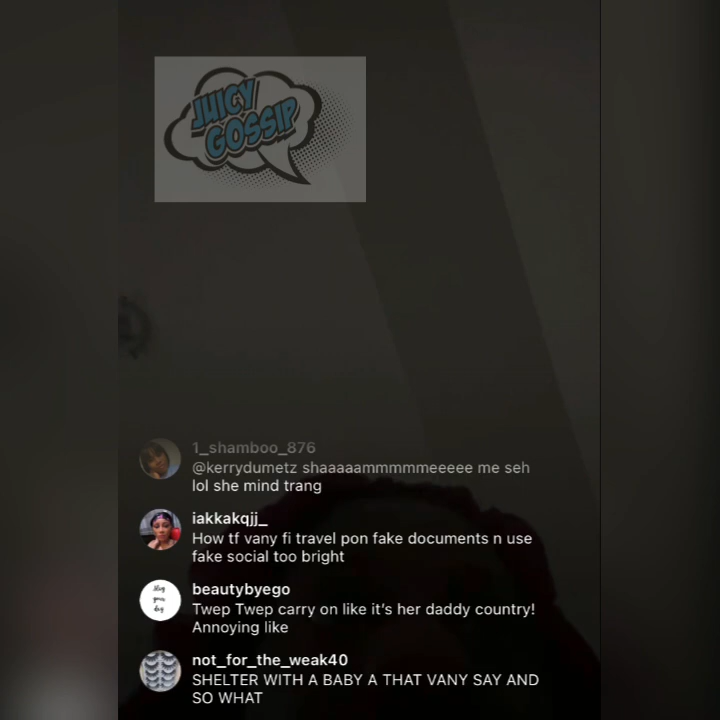 JUICY
GOSSIP
1_shamboo_876
@kerrydumetz shaaaaammmmmeeeee me seh
lol she mind trang
iakkakqjj_
How tf vany fi travel pon fake documents n use
fake social too bright
beautybyego
Twep Twep carry on like it's her daddy country!
Annoying like
not_for_the_weak40
SHELTER WITH A BABY A THAT VANY SAY AND
SO WHAT